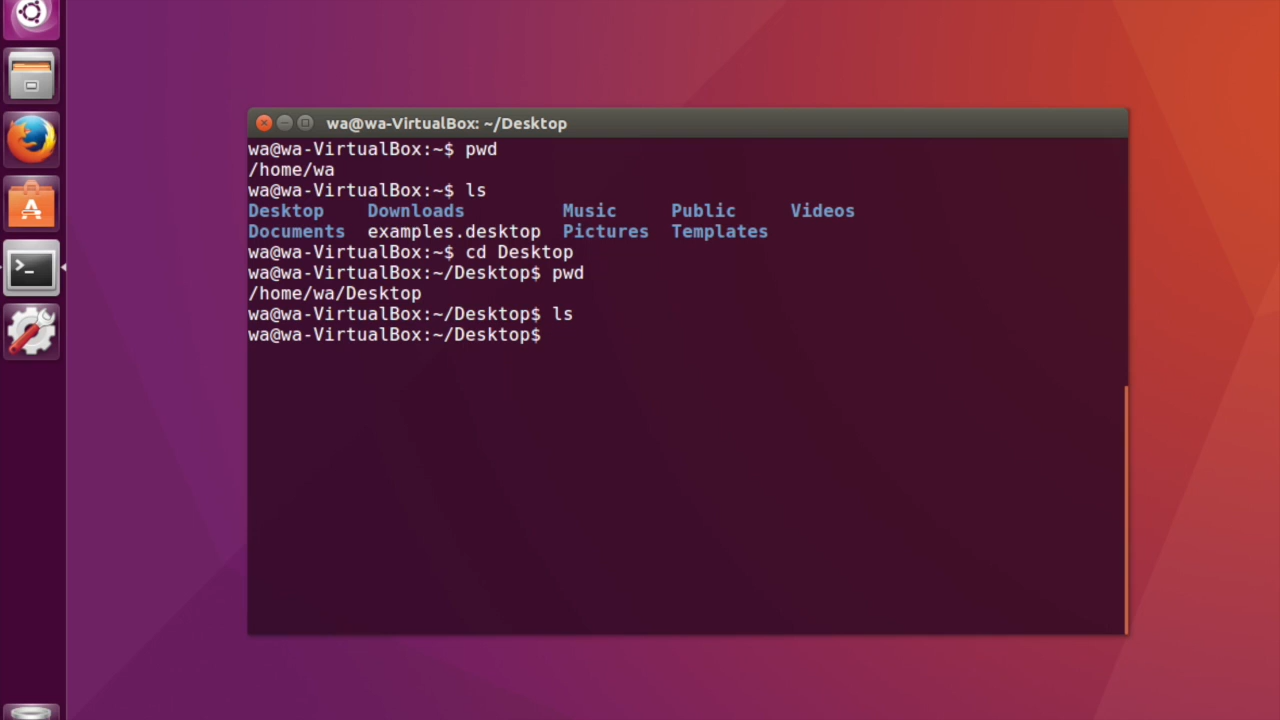 wa@wa-VirtualBox: ~/Desktop
wa@wa-VirtualBox:~$ pwd
/home/wa
wa@wa-VirtualBox:~$ ls
Desktop    Downloads         Music     Public     Videos
Documents  examples.desktop  Pictures  Templates
wa@wa-VirtualBox:~$ cd Desktop
wa@wa-VirtualBox:~/Desktop$ pwd
/home/wa/Desktop
wa@wa-VirtualBox:~/Desktop$ ls
wa@wa-VirtualBox:~/Desktop$